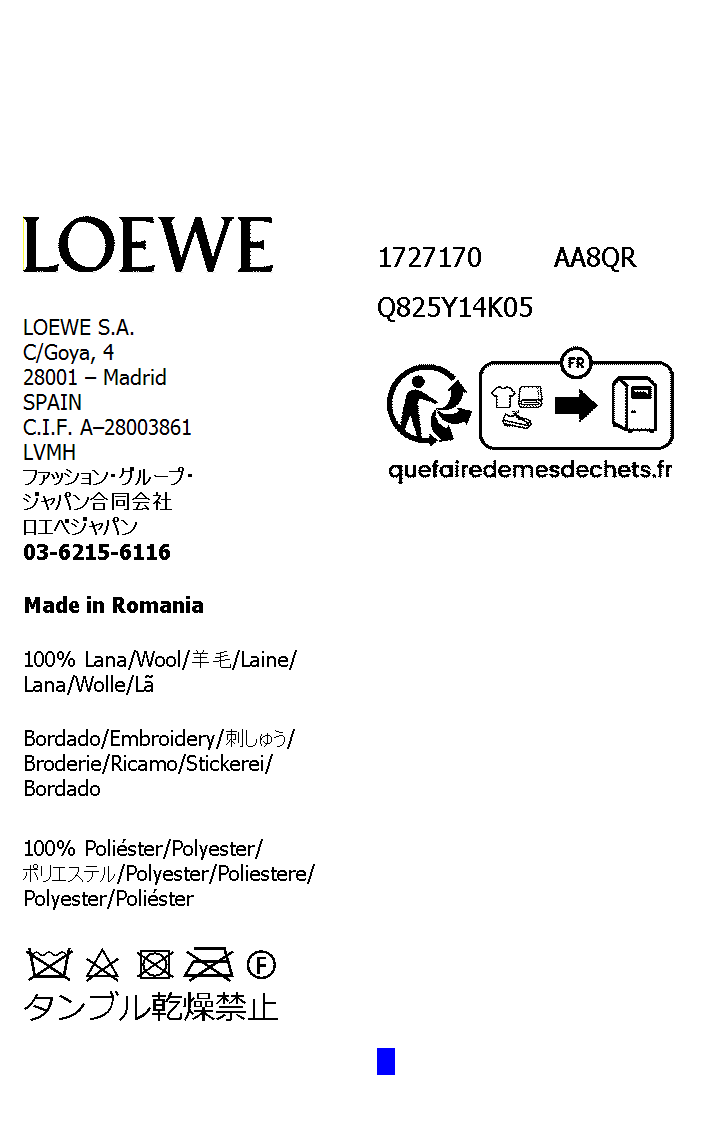 LOEWE
LOEWE S.A.
C/Goya, 4
28001 – Madrid
SPAIN
C.I.F. A–28003861
LVMH
ファッション・グループ・
ジャパン合同会社
ロエベジャパン
03-6215-6116
Made in Romania
100% Lana/Wool/羊毛/Laine/
Lana/Wolle/Lã
Bordado/Embroidery/刺しゅう/
Broderie/Ricamo/Stickerei/
Bordado
100% Poliéster/Polyester/
ポリエステル/Polyester/Poliestere/
Polyester/Poliéster
F
タンブル乾燥禁止
1727170 AA8QR
Q825Y14K05
FR
quefairedemesdechets.fr